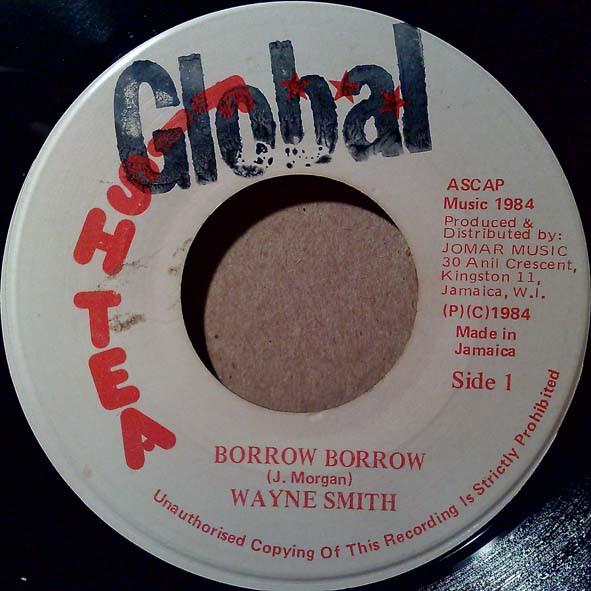 Global
SH TEA
ASCAP
Music 1984
Produced &
Distributed by:
JOMAR MUSIC
30 Anil Crescent,
Kingston 11,
Jamaica, W.I.
(P)(C)1984
Made in
Jamaica
Side 1
BORROW BORROW
(J. Morgan)
WAYNE SMITH
Unauthorised Copying Of This Recording Is Strictly Prohibited